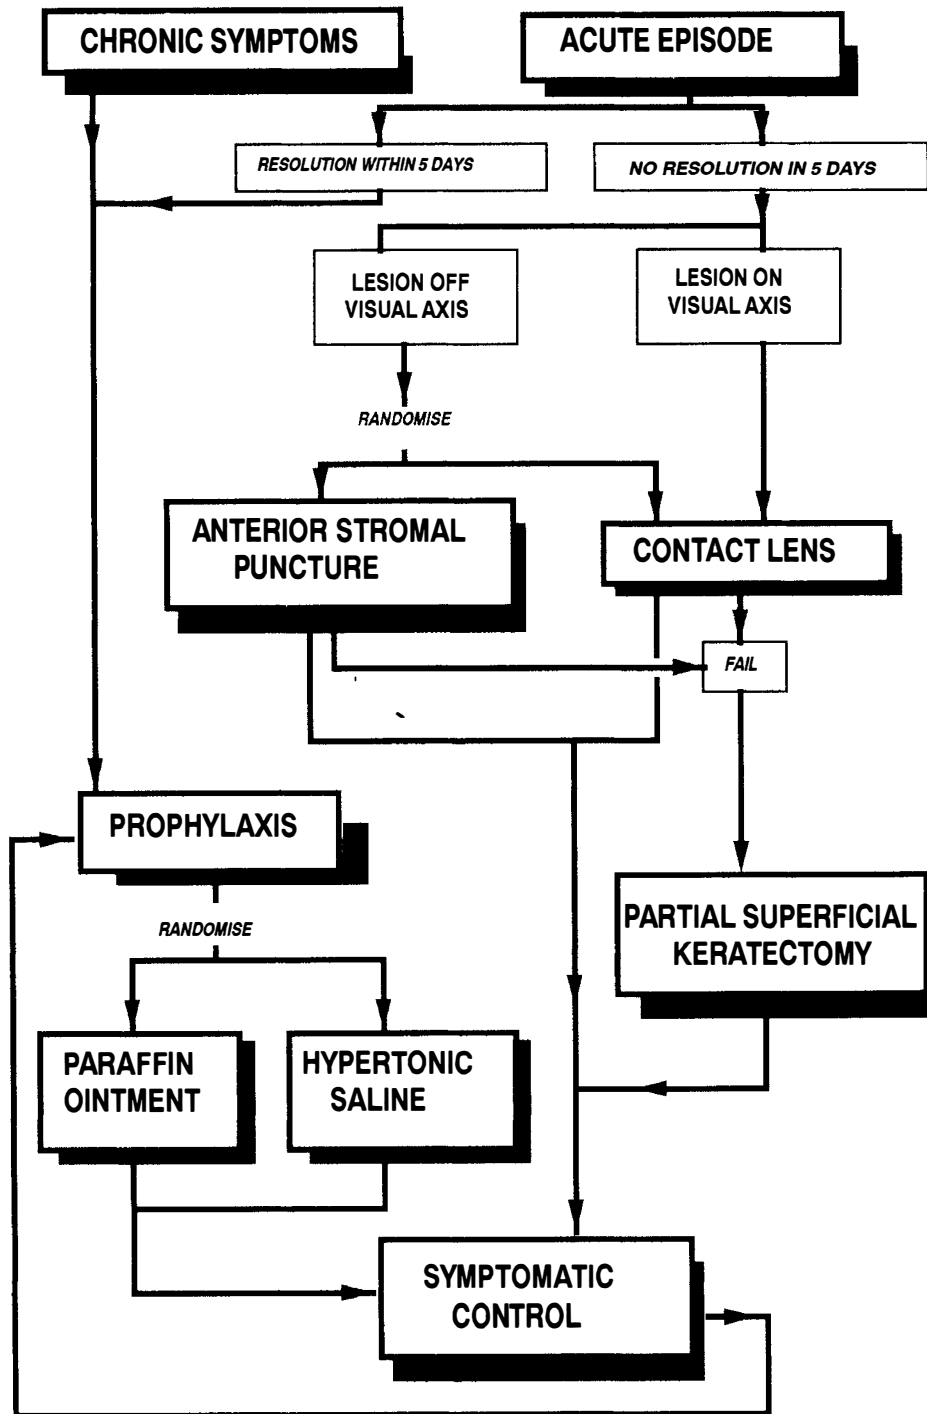 CHRONIC SYMPTOMS
ACUTE EPISODE
RESOLUTION WITHIN 5 DAYS
NO RESOLUTION IN 5 DAYS
LESION OFF
VISUAL AXIS
LESION ON
VISUAL AXIS
RANDOMISE
ANTERIOR STROMAL
PUNCTURE
CONTACT LENS
FAIL
PROPHYLAXIS
RANDOMISE
PARTIAL SUPERFICIAL
KERATECTOMY
PARAFFIN
OINTMENT
HYPERTONIC
SALINE
SYMPTOMATIC
CONTROL